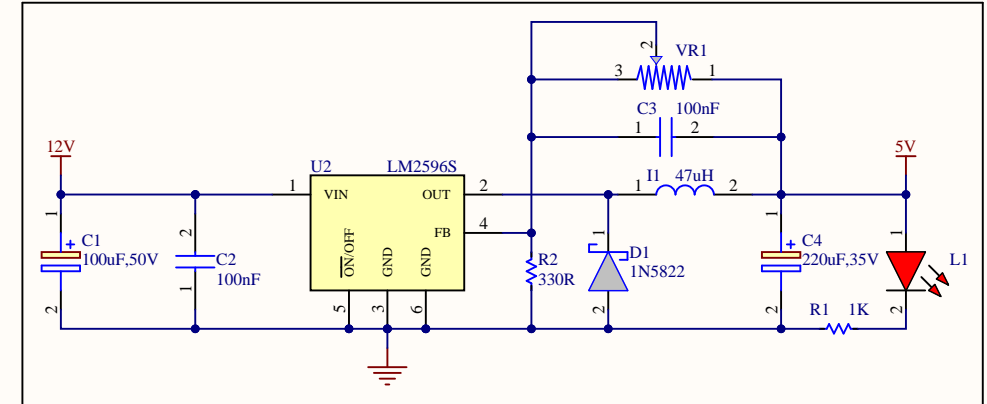 2
VR1
3
1
C3 100nF
1
2
12V
5V
U2 LM2596S
1
VIN
OUT
2
I1 47uH
1
2
FB
4
1
C1
100uF,50V
2
2
C2
100nF
1
ON/OFF
GND
GND
5
3
6
R2
330R
1
D1
1N5822
2
1
C4
220uF,35V
2
1
L1
2
R1 1K